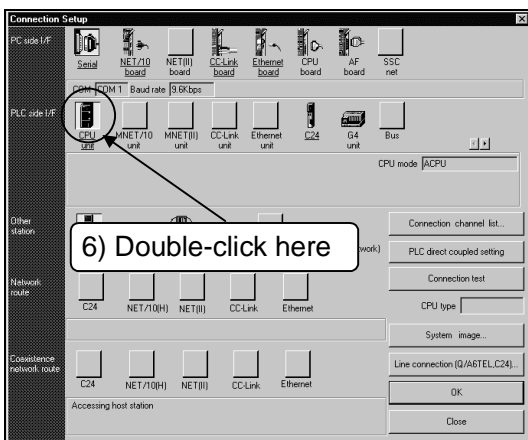 Connection Setup
PC side I/F
Serial
NET/10 board
NET(II) board
CC-Link board
Ethernet board
CPU board
AF board
SSC net
COM COM 1 Baud rate 9.6Kbps
PLC side I/F
CPU unit
MNET/10 unit
MNET(II) unit
CC-Link unit
Ethernet unit
C24
G4 unit
Bus
CPU mode ACPU
Other station
6) Double-click here
work)
Connection channel list...
PLC direct coupled setting
Connection test
Network route
C24
NET/10(H)
NET(II)
CC-Link
Ethernet
CPU type
System image...
Coexistence network route
C24
NET/10(H)
NET(II)
CC-Link
Ethernet
Line connection (Q/A6TEL,C24)...
Accessing host station
OK
Close